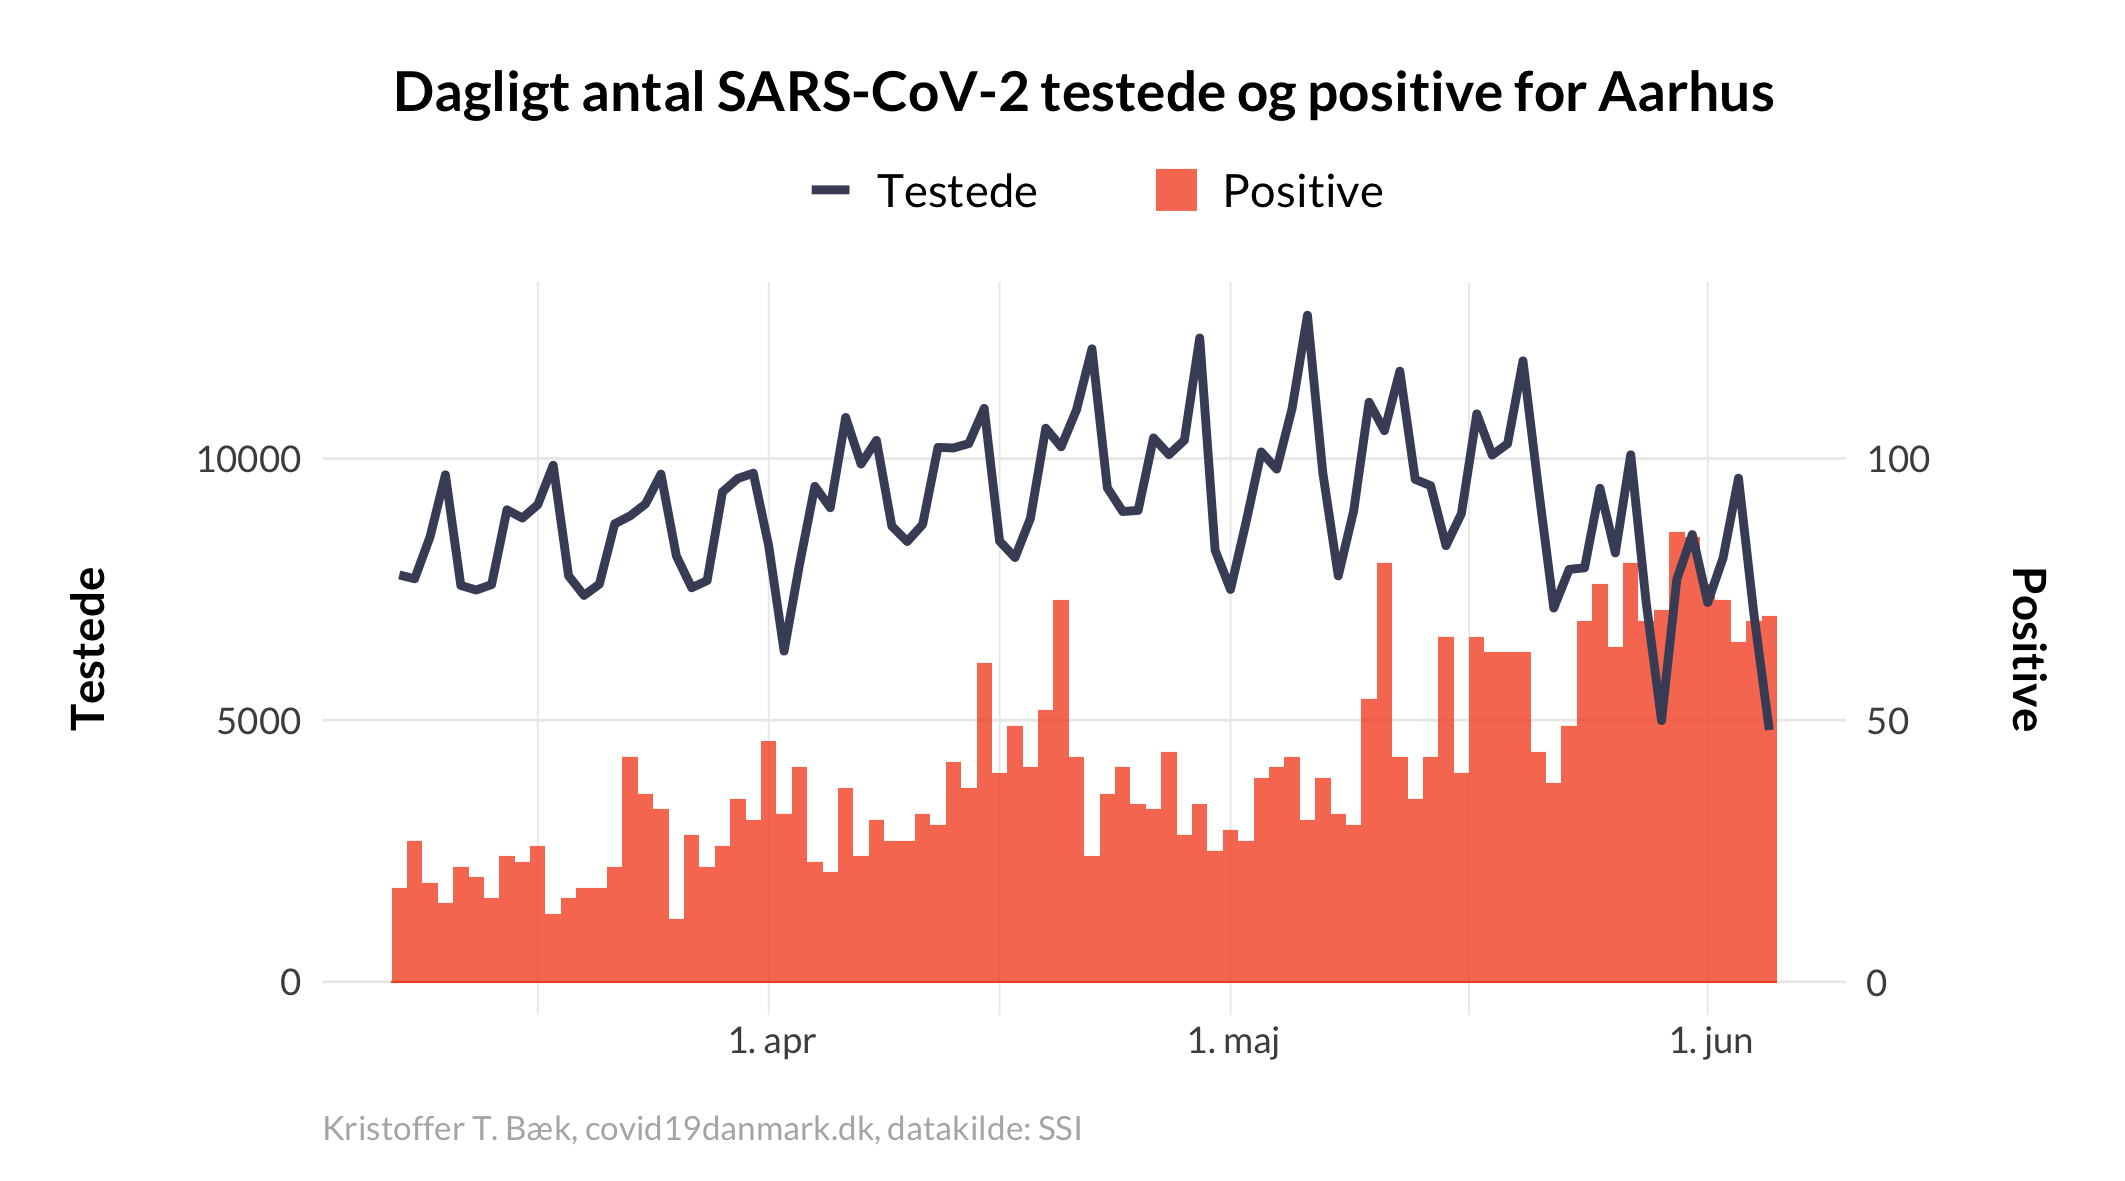 Dagligt antal SARS-CoV-2 testede og positive for Aarhus
Testede
Positive
10000
5000
0
100
50
0
Testede
Positive
1. apr
1. maj
1. jun
Kristoffer T. Bæk, covid19danmark.dk, datakilde: SSI